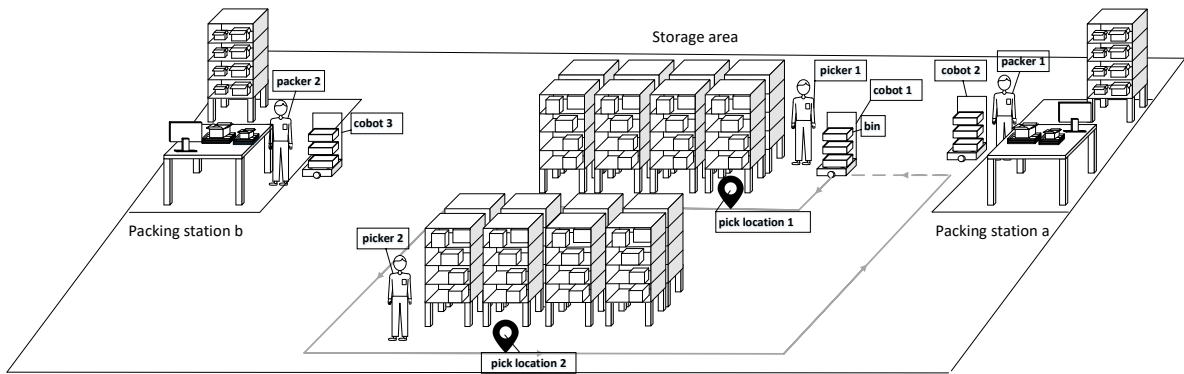 Storage area
picker 1
cobot 2
packer 1
packer 2
cobot 1
cobot 3
bin
pick location 1
Packing station b
Packing station a
picker 2
pick location 2